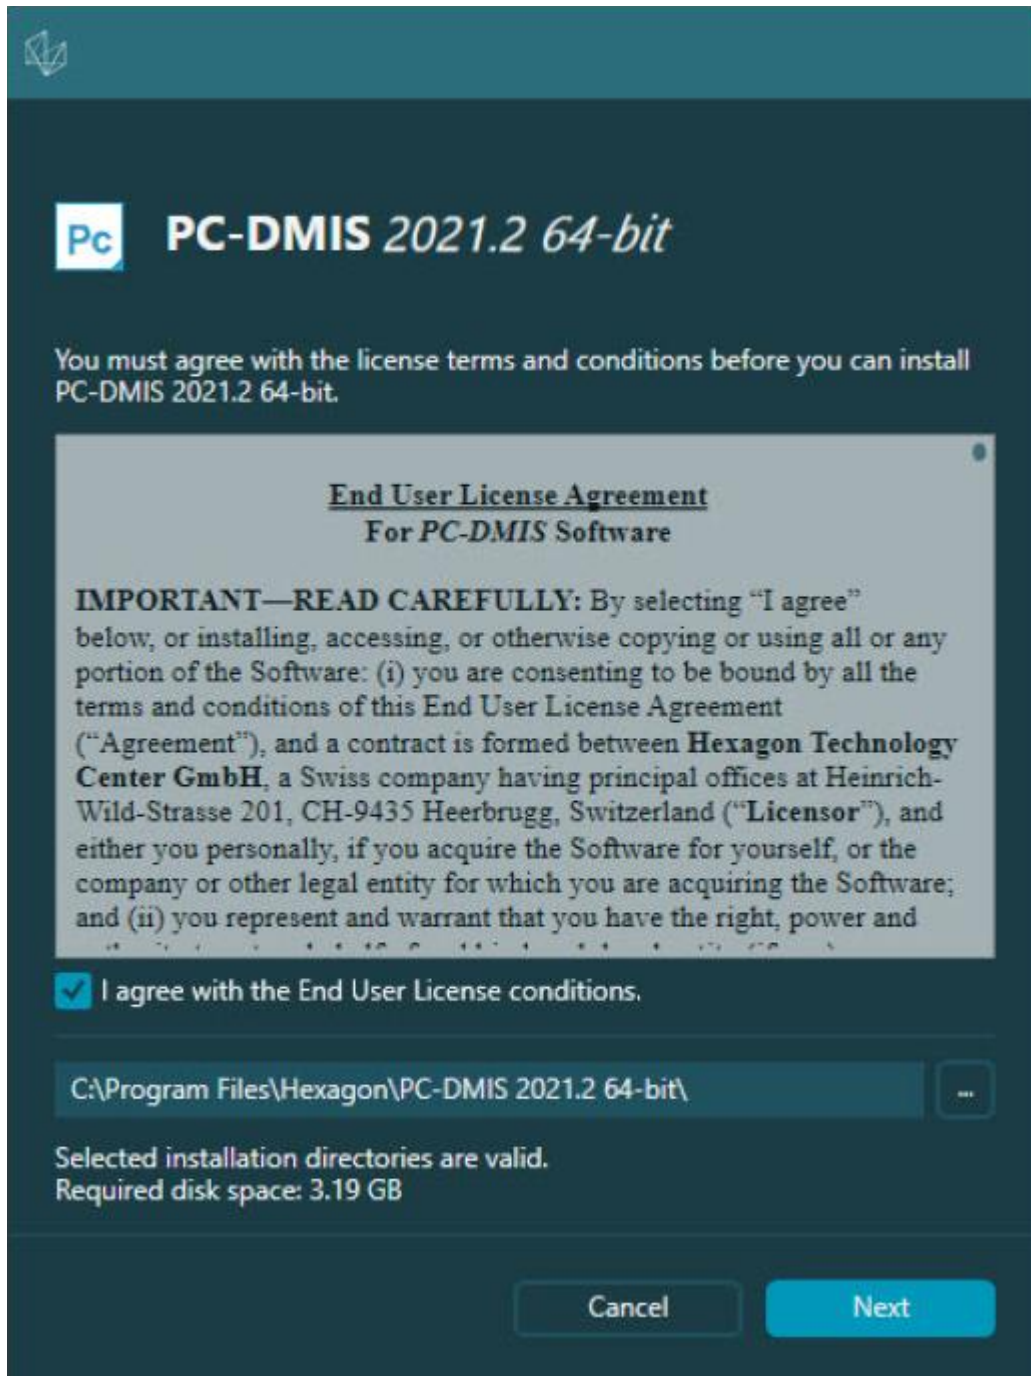 Pc PC-DMIS 2021.2 64-bit
You must agree with the license terms and conditions before you can install
PC-DMIS 2021.2 64-bit.
End User License Agreement
For PC-DMIS Software
IMPORTANT—READ CAREFULLY: By selecting “I agree”
below, or installing, accessing, or otherwise copying or using all or any
portion of the Software: (i) you are consenting to be bound by all the
terms and conditions of this End User License Agreement
(“Agreement”), and a contract is formed between Hexagon Technology
Center GmbH, a Swiss company having principal offices at Heinrich-
Wild-Strasse 201, CH-9435 Heerbrugg, Switzerland (“Licensor”), and
either you personally, if you acquire the Software for yourself, or the
company or other legal entity for which you are acquiring the Software;
and (ii) you represent and warrant that you have the right, power and
I agree with the End User License conditions.
C:\Program Files\Hexagon\PC-DMIS 2021.2 64-bit\ ...
Selected installation directories are valid.
Required disk space: 3.19 GB
Cancel Next